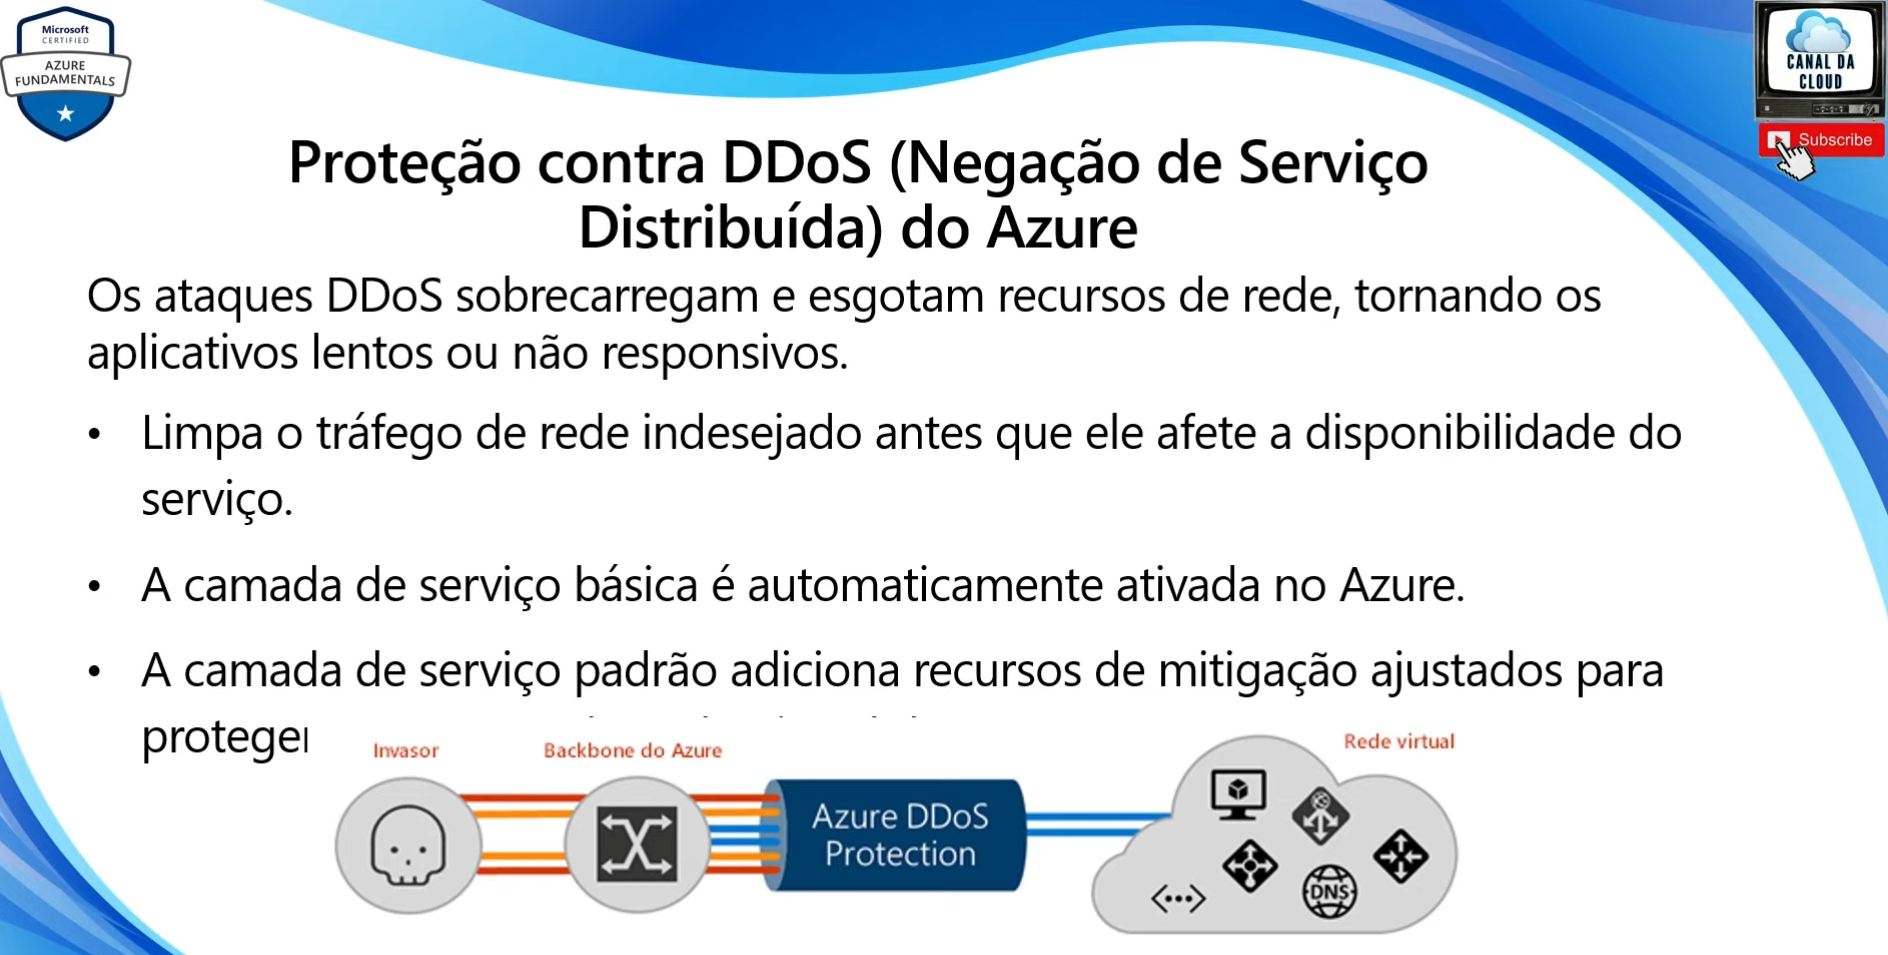 Microsoft
CERTIFIED
AZURE
FUNDAMENTALS
CANAL DA
CLOUD
Subscribe
Proteção contra DDoS (Negação de Serviço
Distribuída) do Azure
Os ataques DDoS sobrecarregam e esgotam recursos de rede, tornando os
aplicativos lentos ou não responsivos.
• Limpa o tráfego de rede indesejado antes que ele afete a disponibilidade do
serviço.
• A camada de serviço básica é automaticamente ativada no Azure.
• A camada de serviço padrão adiciona recursos de mitigação ajustados para
proteger
Invasor
Backbone do Azure
Rede virtual
Azure DDoS
Protection
DNS